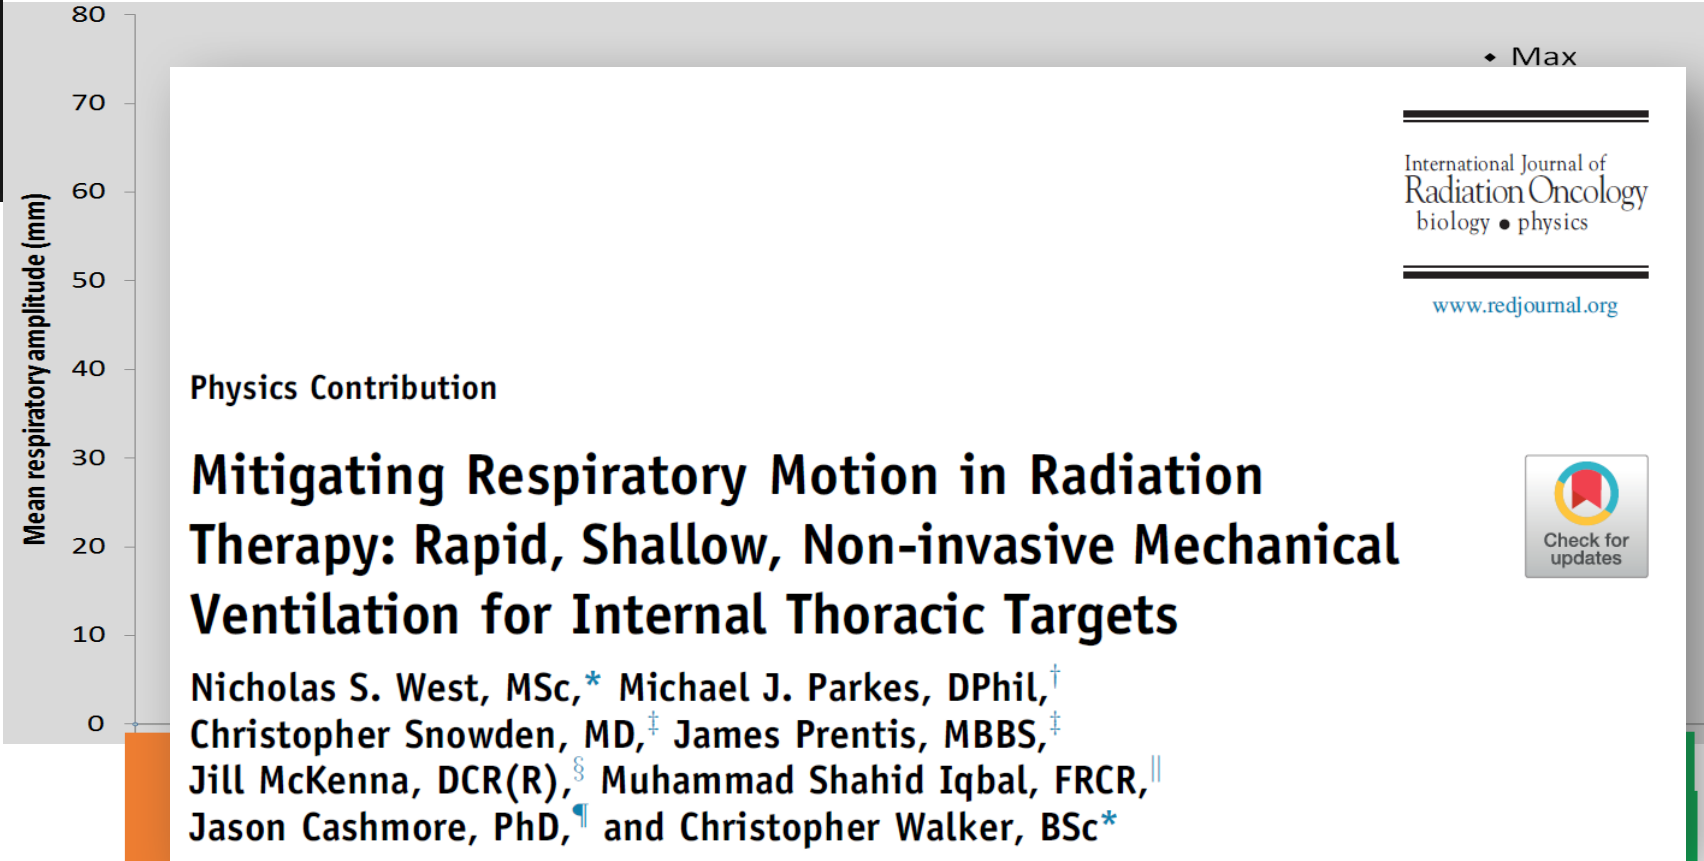 80
Max
70
60
50
40
30
20
10
0
Mean respiratory amplitude (mm)
International Journal of
Radiation Oncology
biology ● physics
www.redjournal.org
Physics Contribution
Mitigating Respiratory Motion in Radiation
Therapy: Rapid, Shallow, Non-invasive Mechanical
Ventilation for Internal Thoracic Targets
Check for
updates
Nicholas S. West, MSc,* Michael J. Parkes, DPhil,†
Christopher Snowden, MD,‡ James Prentis, MBBS,‡
Jill McKenna, DCR(R),§ Muhammad Shahid Iqbal, FRCR,‖
Jason Cashmore, PhD,¶ and Christopher Walker, BSc*